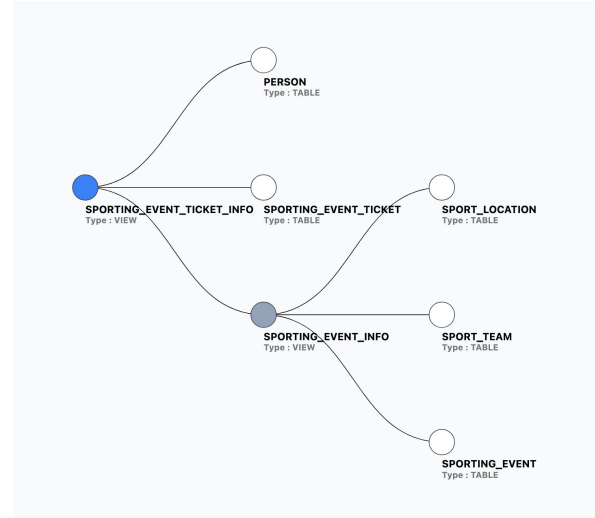 PERSON
Type : TABLE
SPORTING_EVENT_TICKET_INFO
Type : VIEW
SPORTING_EVENT_TICKET
Type : TABLE
SPORT_LOCATION
Type : TABLE
SPORTING_EVENT_INFO
Type : VIEW
SPORT_TEAM
Type : TABLE
SPORTING_EVENT
Type : TABLE